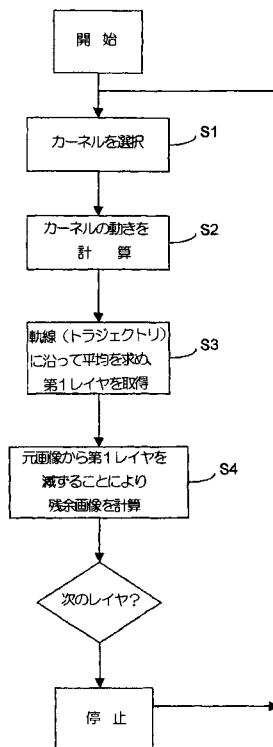 開 始
カーネルを選択
S1
カーネルの動きを
計 算
S2
軌線(トラジェクトリ)
に沿って平均を求め、
第1レイヤを取得
S3
元画像から第1レイヤを
減ずることにより
残余画像を計算
S4
次のレイヤ?
停 止